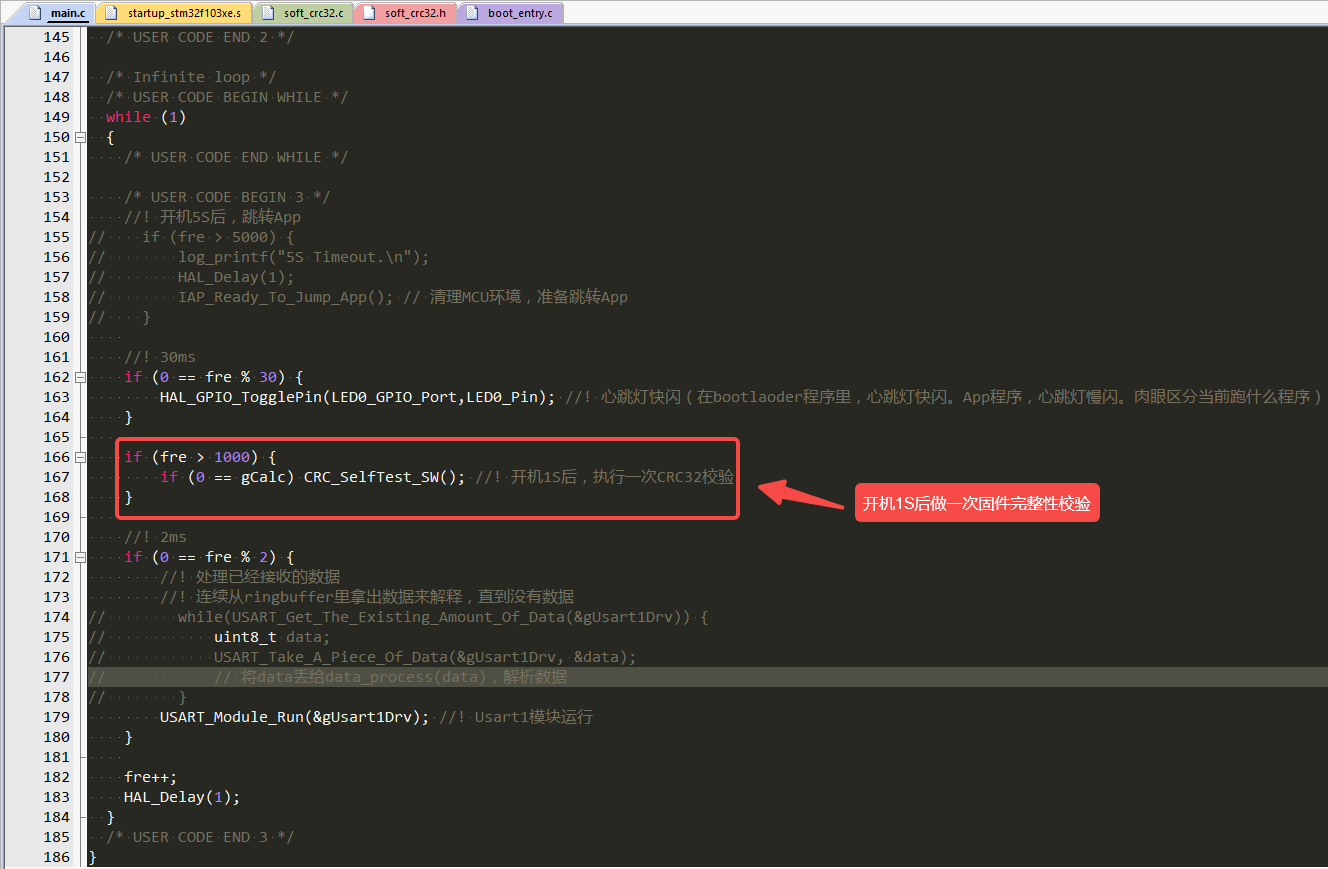 main.c startup_stm32f103xe.s soft_crc32.c soft_crc32.h boot_entry.c
145 /* USER CODE END 2 */
146
147 /* Infinite loop */
148 /* USER CODE BEGIN WHILE */
149 while (1)
150 {
151 /* USER CODE END WHILE */
152
153 /* USER CODE BEGIN 3 */
154 //! 开机5S后，跳转App
155 // if (fre > 5000) {
156 // log_printf("5S Timeout.\n");
157 // HAL_Delay(1);
158 // IAP_Ready_To_Jump_App(); // 清理MCU环境，准备跳转App
159 // }
160
161 //! 30ms
162 if (0 == fre % 30) {
163 HAL_GPIO_TogglePin(LED0_GPIO_Port,LED0_Pin); //! 心跳灯快闪（在bootlaoder程序里，心跳灯快闪。App程序，心跳灯慢闪。肉眼区分当前跑什么程序）
164 }
165
166 if (fre > 1000) {
167 if (0 == gCalc) CRC_SelfTest_SW(); //! 开机1S后，执行一次CRC32校验
168 }
开机1S后做一次固件完整性校验
169
170 //! 2ms
171 if (0 == fre % 2) {
172 //! 处理已经接收的数据
173 //! 连续从ringbuffer里拿出数据来解释，直到没有数据
174 // while(USART_Get_The_Existing_Amount_Of_Data(&gUsart1Drv)) {
175 // uint8_t data;
176 // USART_Take_A_Piece_Of_Data(&gUsart1Drv, &data);
177 // // 将data丢给data_process(data)，解析数据
178 // }
179 USART_Module_Run(&gUsart1Drv); //! Usart1模块运行
180 }
181
182 fre++;
183 HAL_Delay(1);
184 }
185 /* USER CODE END 3 */
186 }